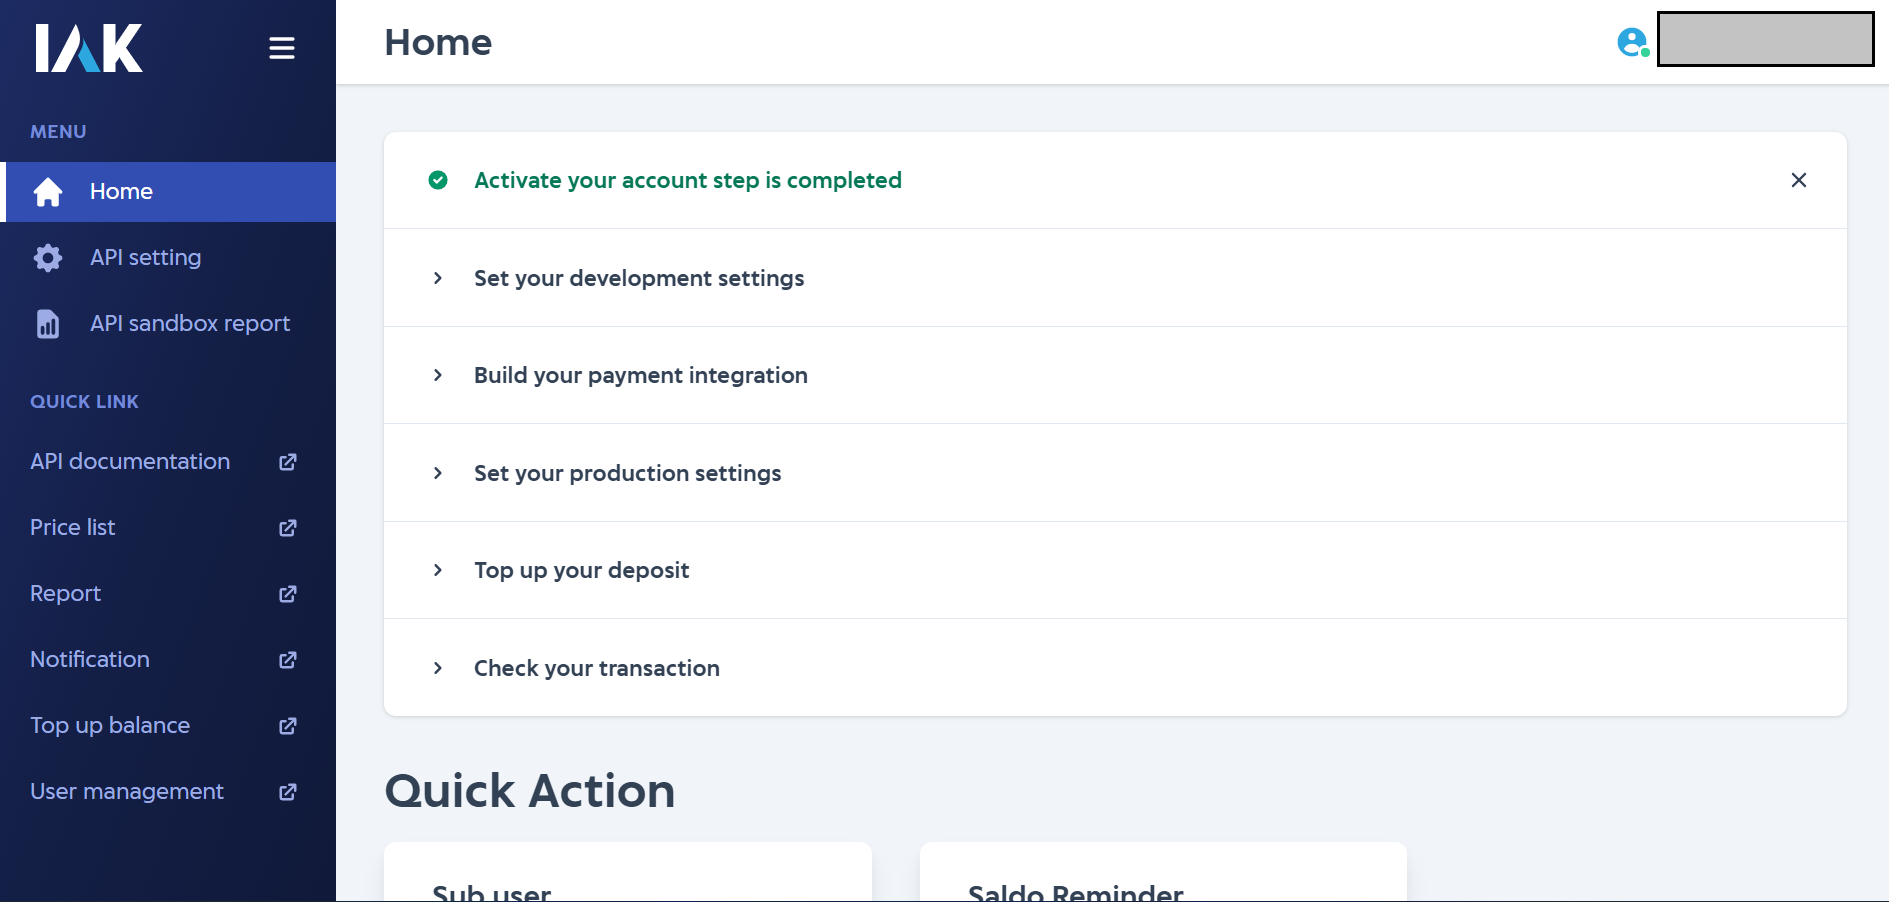 IAK
MENU
Home
API setting
API sandbox report
QUICK LINK
API documentation
Price list
Report
Notification
Top up balance
User management
Home
Activate your account step is completed
Set your development settings
Build your payment integration
Set your production settings
Top up your deposit
Check your transaction
Quick Action
Sub user
Saldo Reminder